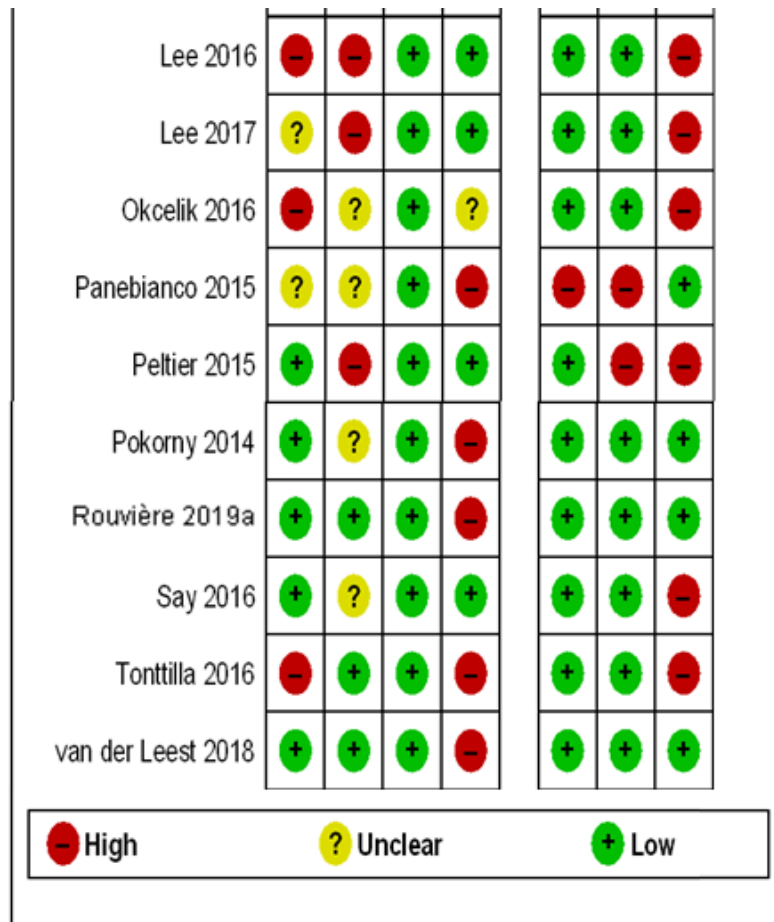 Lee 2016 - - + + + + -
Lee 2017 ? - + + + + -
Okcelik 2016 - ? + ? + + -
Panebianco 2015 ? ? + - - - +
Peltier 2015 + - + + + - -
Pokorny 2014 + ? + - + + +
Rouvière 2019a + + + - + + +
Say 2016 + ? + + + + -
Tonttilla 2016 - + + - + + -
van der Leest 2018 + + + - + + +
- High ? Unclear + Low